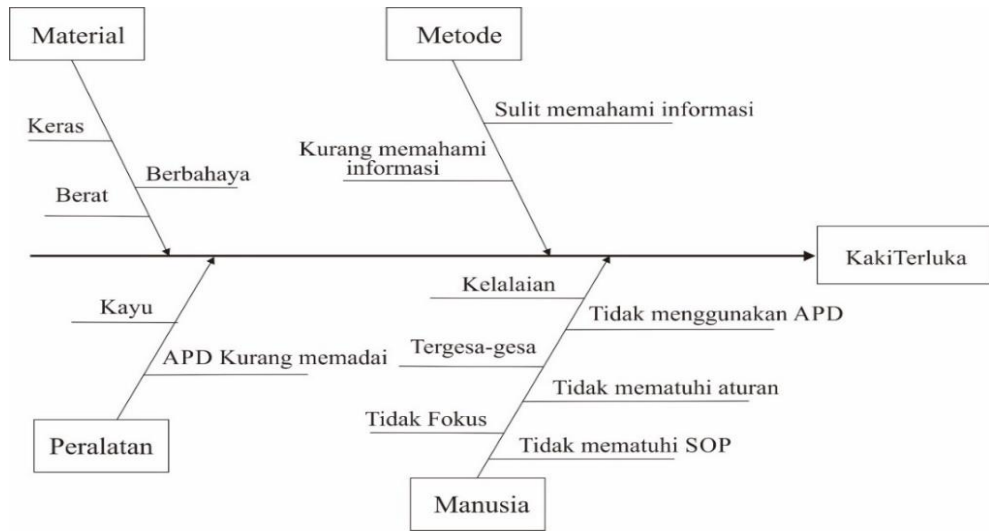 Material
Metode
Keras
Berbahaya
Berat
Sulit memahami informasi
Kurang memahami
informasi
KakiTerluka
Kayu
APD Kurang memadai
Peralatan
Kelalaian
Tidak menggunakan APD
Tergesa-gesa
Tidak mematuhi aturan
Tidak Fokus
Tidak mematuhi SOP
Manusia